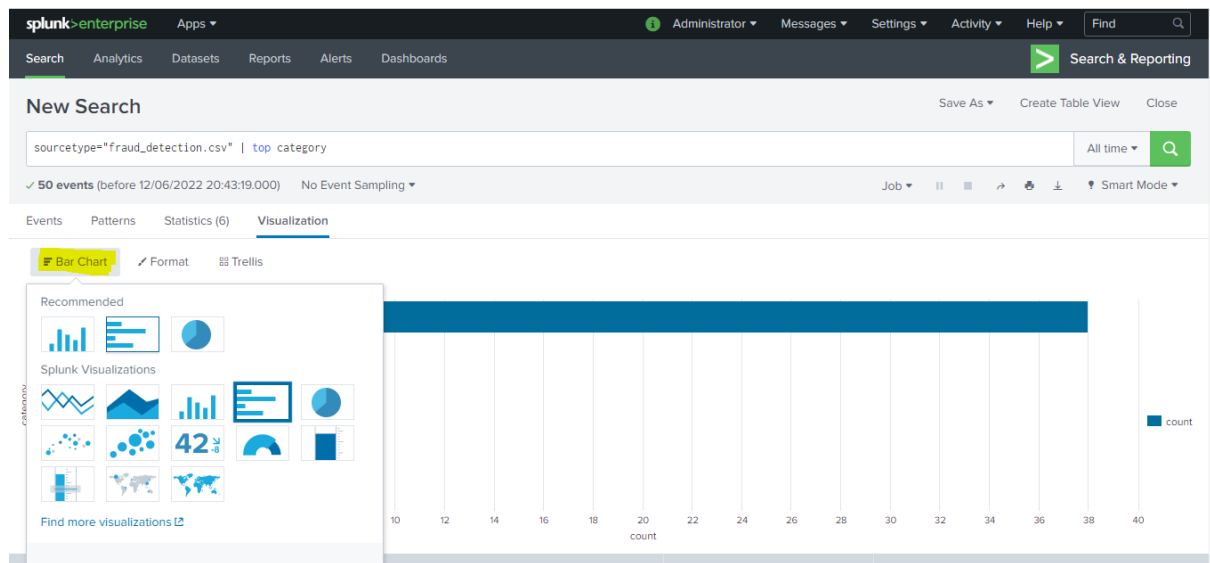 splunk>enterprise Apps Administrator Messages Settings Activity Help Find
Search Analytics Datasets Reports Alerts Dashboards Search & Reporting
New Search Save As Create Table View Close
sourcetype="fraud_detection.csv" | top category All time
50 events (before 12/06/2022 20:43:19.000) No Event Sampling Job Smart Mode
Events Patterns Statistics (6) Visualization
Bar Chart Format Trellis
Recommended
Splunk Visualizations
category
42
-8
count
Find more visualizations
10 12 14 16 18 20 22 24 26 28 30 32 34 36 38 40
count